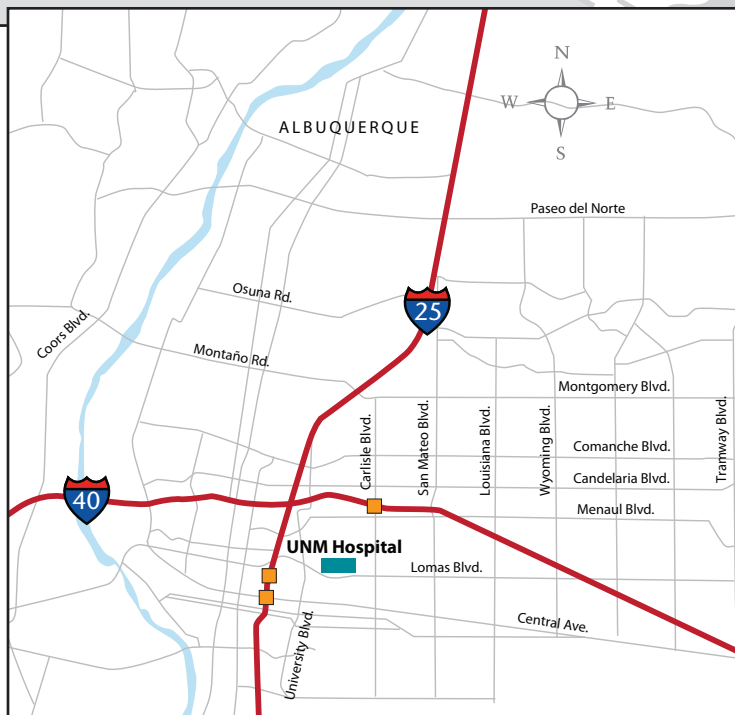 N
ALBUQUERQUE
W
E
S
Paseo del Norte
Osuna Rd.
25
Coors Blvd.
Montaño Rd.
Montgomery Blvd.
Carlisle Blvd.
San Mateo Blvd.
Louisiana Blvd.
Wyoming Blvd.
Tramway Blvd.
Comanche Blvd.
Candelaria Blvd.
40
Menaul Blvd.
UNM Hospital
Lomas Blvd.
Central Ave.
University Blvd.